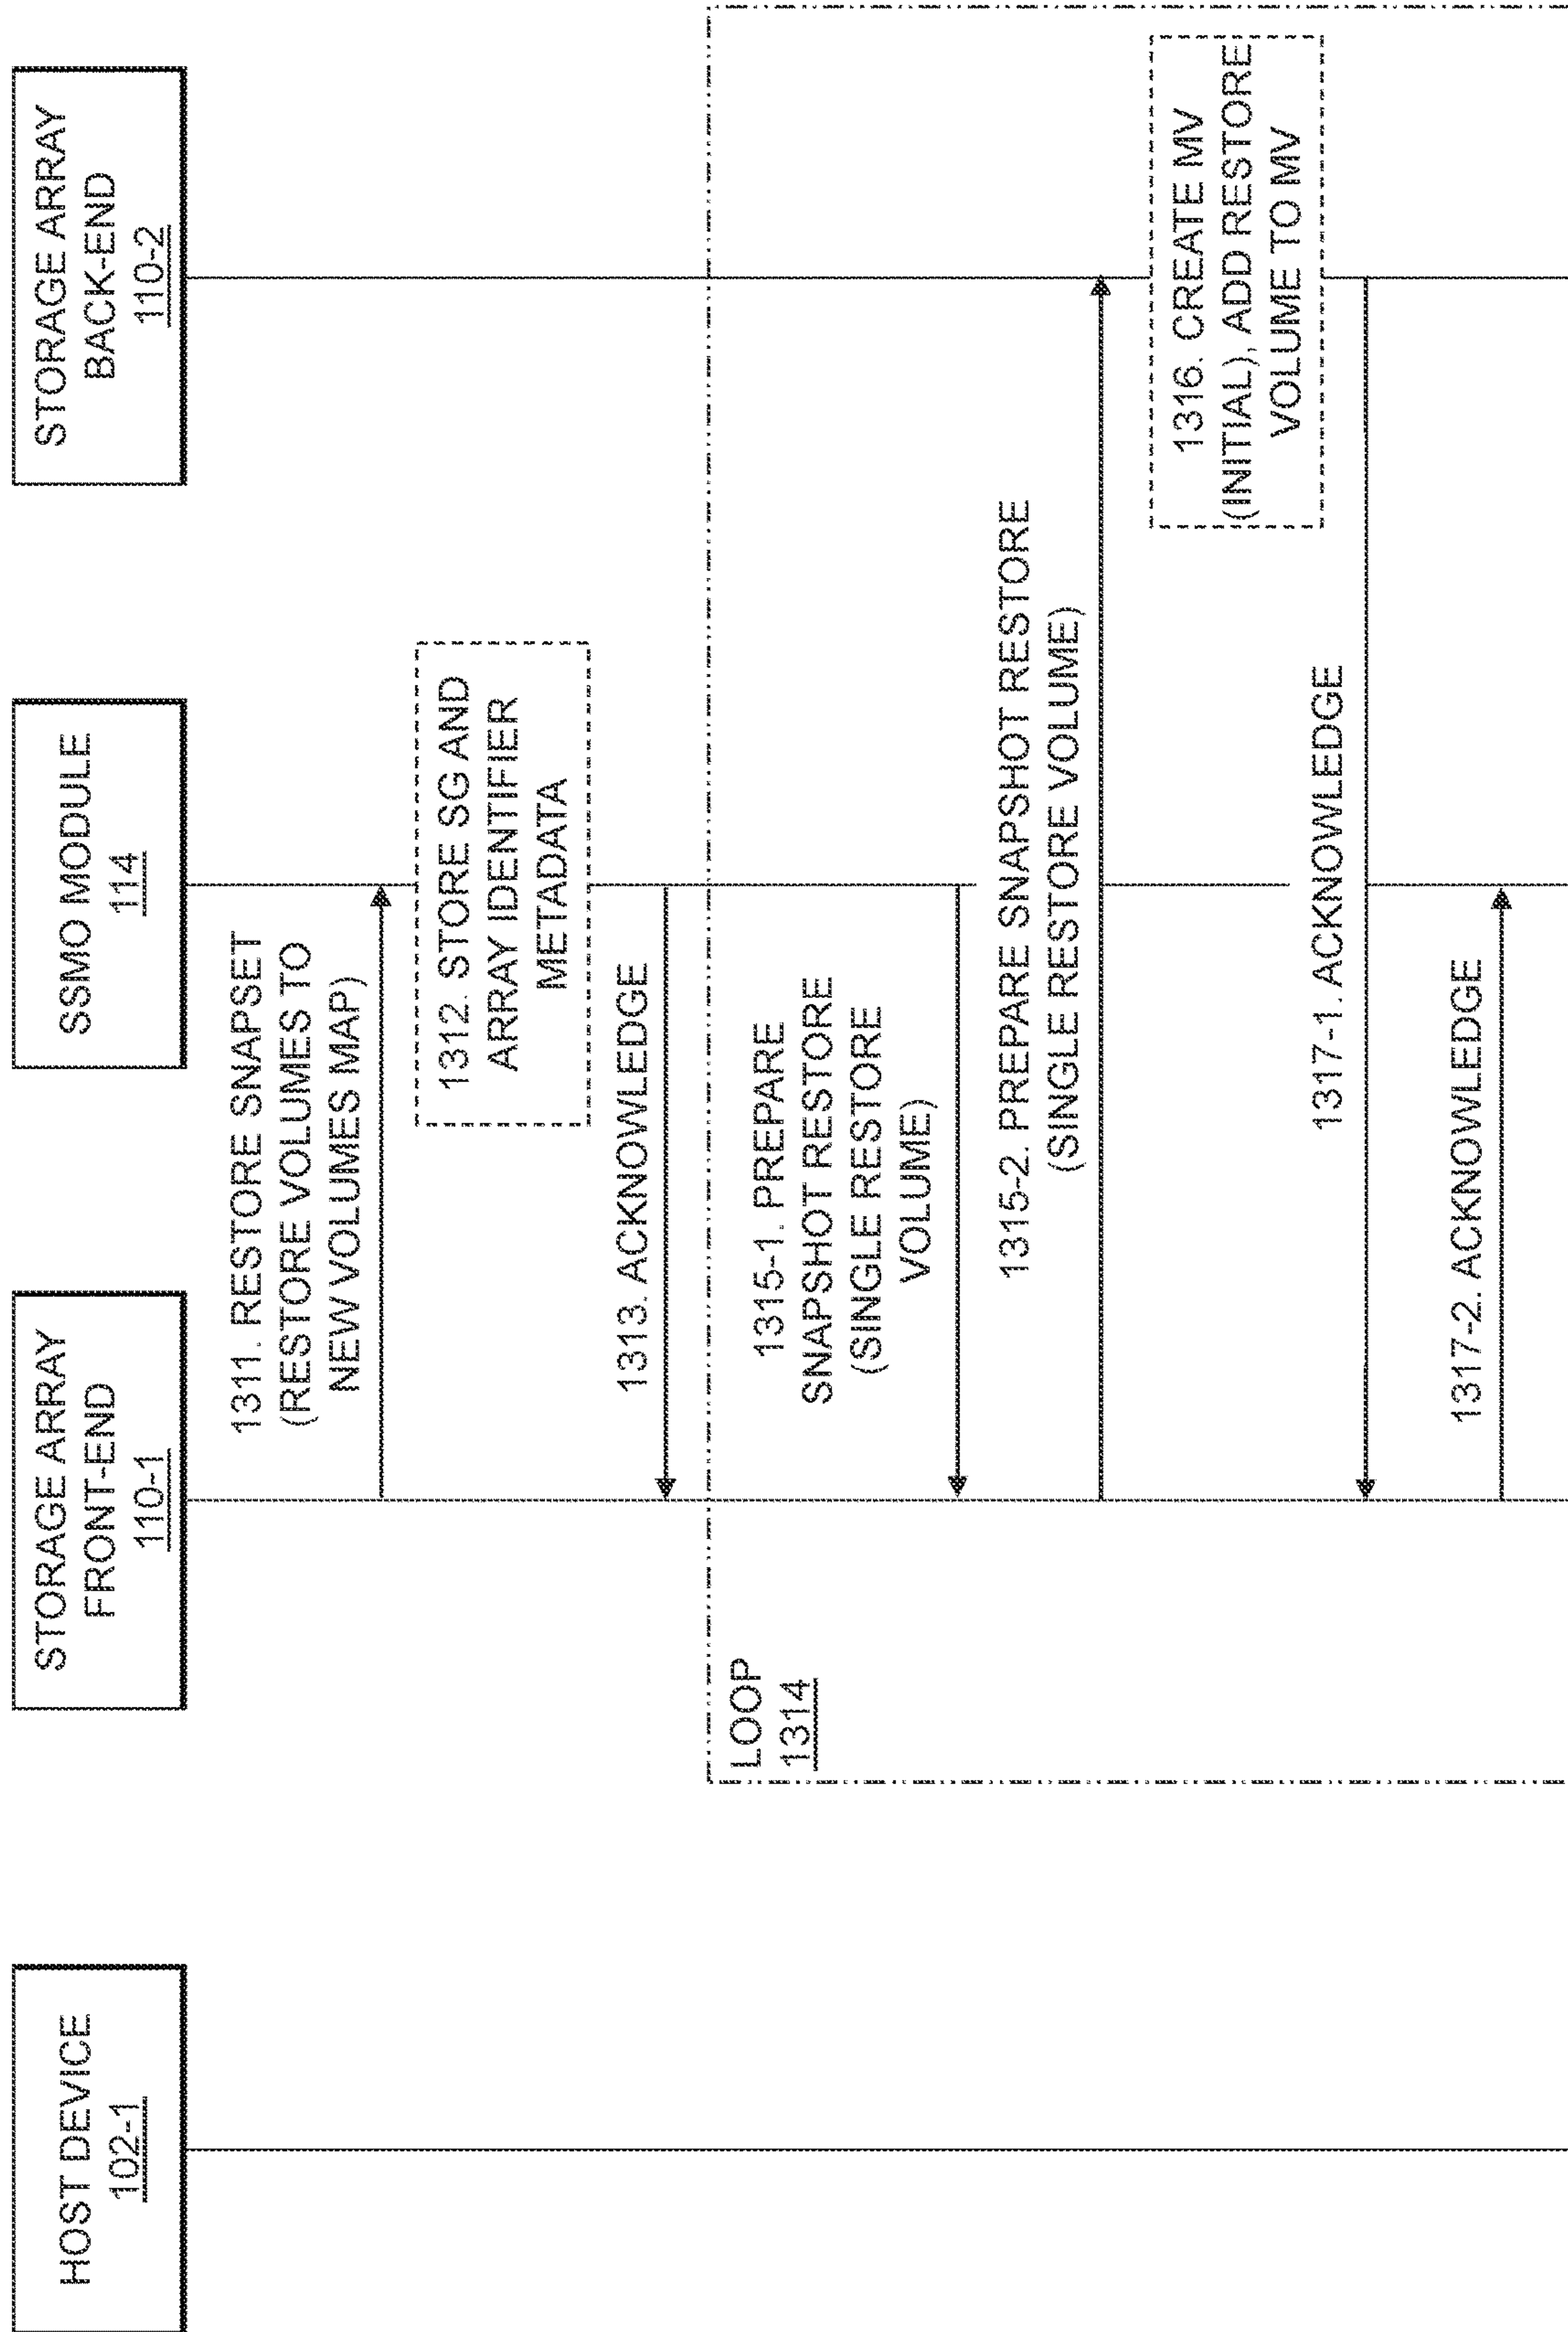 HOST DEVICE
102-1
STORAGE ARRAY
FRONT-END
110-1
SSMO MODULE
114
STORAGE ARRAY
BACK-END
110-2
1311. RESTORE SNAPSET
(RESTORE VOLUMES TO
NEW VOLUMES MAP)
1312. STORE SG AND
ARRAY IDENTIFIER
METADATA
1313. ACKNOWLEDGE
LOOP
1314
1315-1. PREPARE
SNAPSHOT RESTORE
(SINGLE RESTORE
VOLUME)
1315-2. PREPARE SNAPSHOT RESTORE
(SINGLE RESTORE VOLUME)
1316. CREATE MV
(INITIAL), ADD RESTORE
VOLUME TO MV
1317-1. ACKNOWLEDGE
1317-2. ACKNOWLEDGE